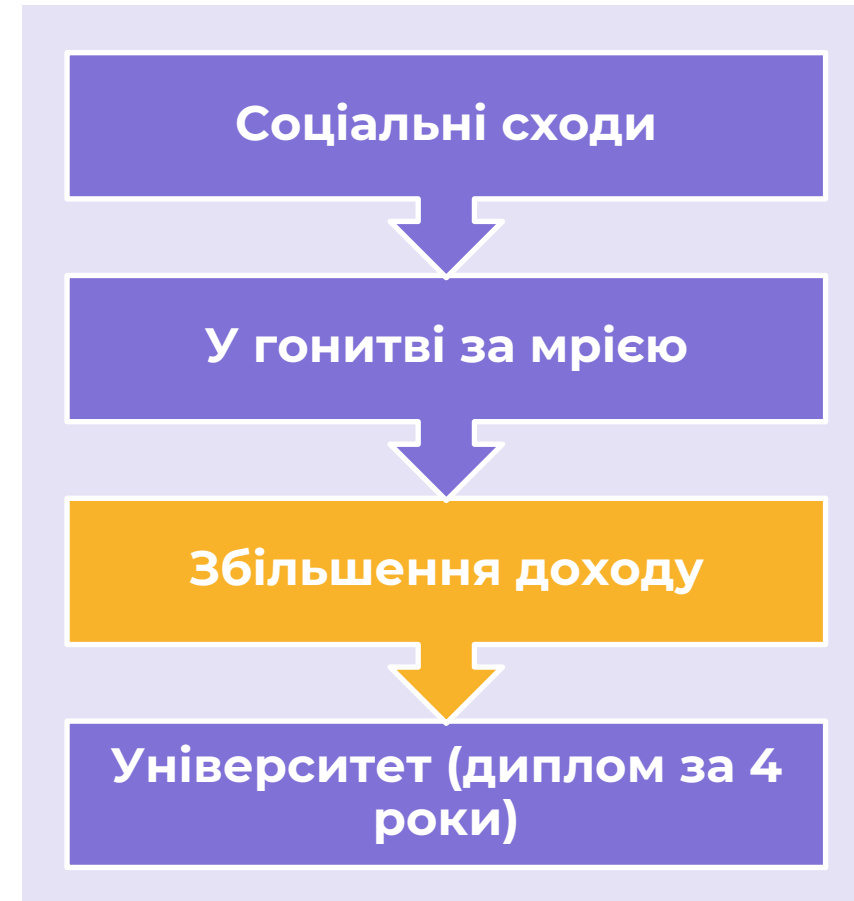 Соціальні сходи
У гонитві за мрією
Збільшення доходу
Університет (диплом за 4
роки)